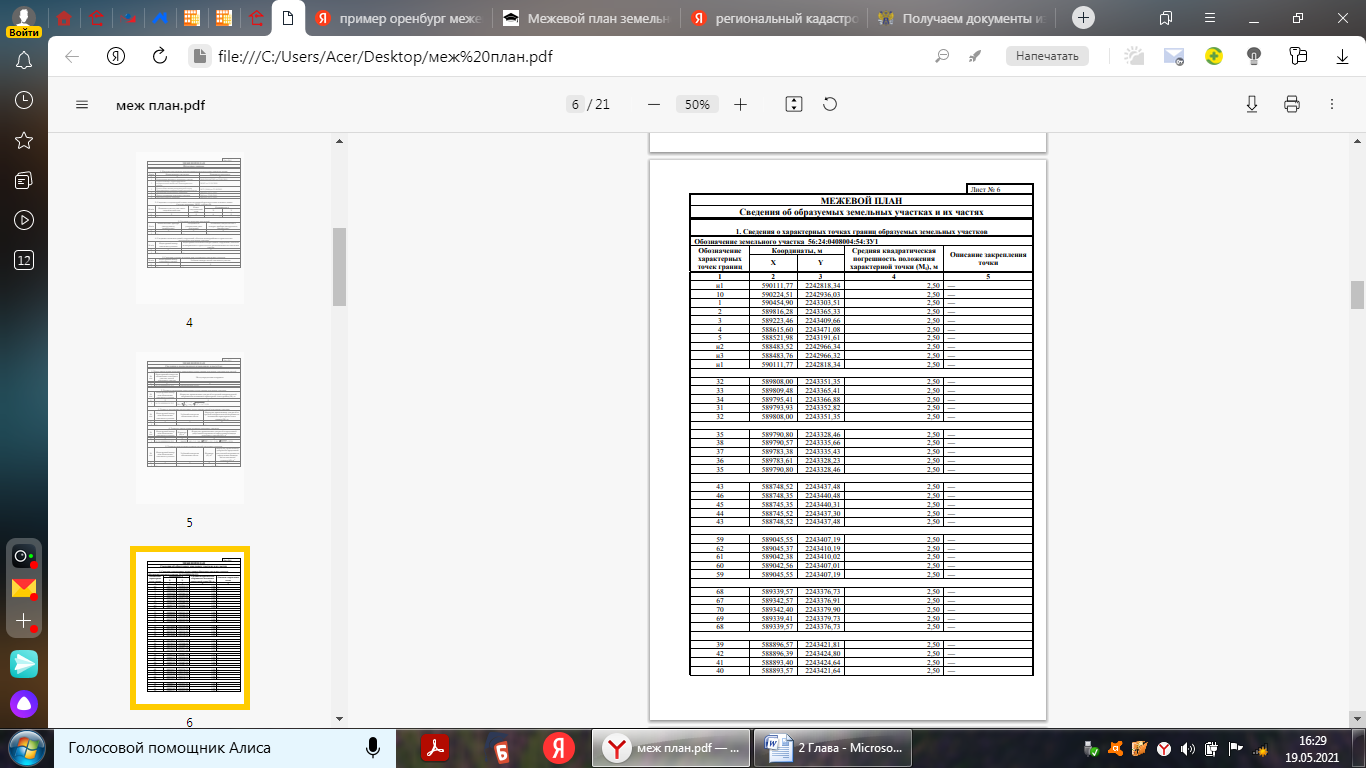 пример оренбург меже
Межевой план земельн
региональный кадастро
Получаем документы и
Войти
file:///C:/Users/Acer/Desktop/меж%20план.pdf
Напечатать
меж план.pdf
6 / 21
50%
4
5
6
12
Лист № 6
МЕЖЕВОЙ ПЛАН
Сведения об образуемых земельных участках и их частях
1. Сведения о характерных точках границ образуемых земельных участков
Обозначение земельного участка 56:24:0408004:54:ЗУ1
Обозначение характерных точек границ
Координаты, м
X Y
Средняя квадратическая погрешность положения характерной точки (Mt), м
Описание закрепления точки
1 2 3 4 5
н1 590111,77 2242818,34 2,50 —
10 590224,51 2242936,03 2,50 —
1 590454,90 2243303,51 2,50 —
2 589816,28 2243365,33 2,50 —
3 589223,46 2243409,66 2,50 —
4 588615,60 2243471,08 2,50 —
5 588521,98 2243191,61 2,50 —
н2 588483,52 2242966,34 2,50 —
н3 588483,76 2242966,32 2,50 —
н1 590111,77 2242818,34 2,50 —
32 589808,00 2243351,35 2,50 —
33 589809,48 2243365,41 2,50 —
34 589795,41 2243366,88 2,50 —
31 589793,93 2243352,82 2,50 —
32 589808,00 2243351,35 2,50 —
35 589790,80 2243328,46 2,50 —
38 589790,57 2243335,66 2,50 —
37 589783,38 2243335,43 2,50 —
36 589783,61 2243328,23 2,50 —
35 589790,80 2243328,46 2,50 —
43 588748,52 2243437,48 2,50 —
46 588748,35 2243440,48 2,50 —
45 588745,35 2243440,31 2,50 —
44 588745,52 2243437,30 2,50 —
43 588748,52 2243437,48 2,50 —
59 589045,55 2243407,19 2,50 —
62 589045,37 2243410,19 2,50 —
61 589042,38 2243410,02 2,50 —
60 589042,56 2243407,01 2,50 —
59 589045,55 2243407,19 2,50 —
68 589339,57 2243376,73 2,50 —
67 589342,57 2243376,91 2,50 —
70 589342,40 2243379,90 2,50 —
69 589339,41 2243379,73 2,50 —
68 589339,57 2243376,73 2,50 —
39 588896,57 2243421,81 2,50 —
42 588896,39 2243424,80 2,50 —
41 588893,40 2243424,64 2,50 —
40 588893,57 2243421,64 2,50 —
Голосовой помощник Алиса
меж план.pdf — ...
2 Глава - Microso...
16:29
19.05.2021